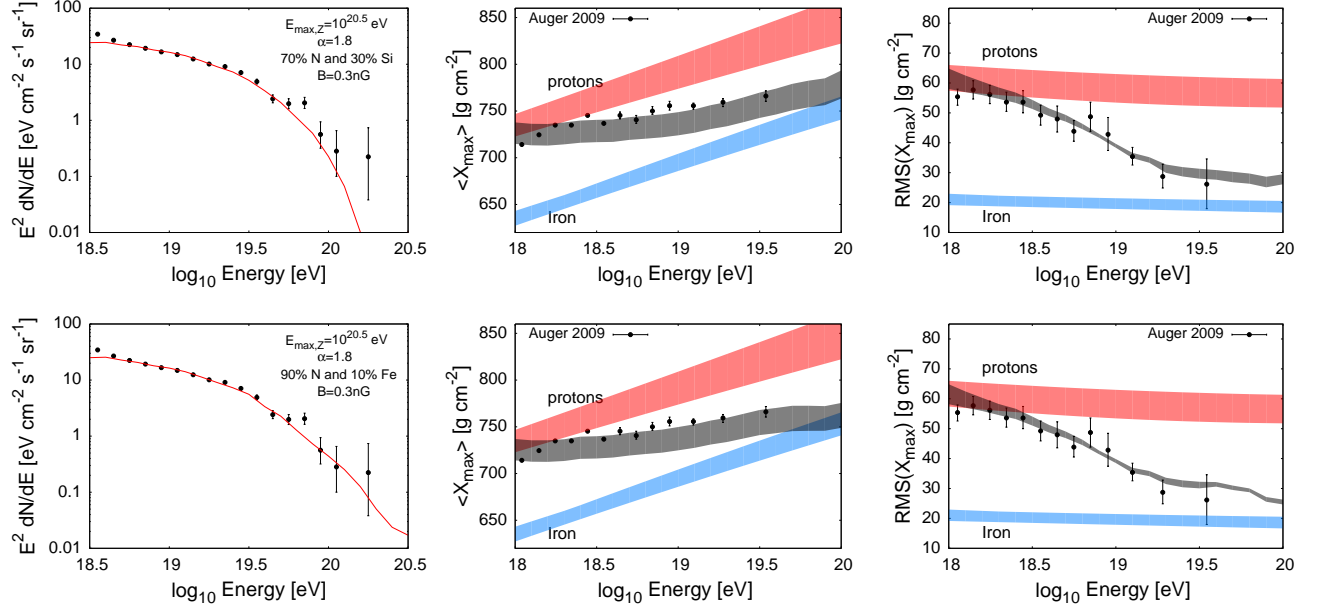 E² dN/dE [eV cm⁻² s⁻¹ sr⁻¹]
100
10
1
0.1
0.01
18.5 19 19.5 20 20.5
log₁₀ Energy [eV]
E_max,Z=10^20.5 eV
α=1.8
70% N and 30% Si
B=0.3nG
<X_max> [g cm⁻²]
850
800
750
700
650
18 18.5 19 19.5 20
log₁₀ Energy [eV]
Auger 2009
protons
Iron
RMS(X_max) [g cm⁻²]
80
70
60
50
40
30
20
10
18 18.5 19 19.5 20
log₁₀ Energy [eV]
Auger 2009
protons
Iron
E² dN/dE [eV cm⁻² s⁻¹ sr⁻¹]
100
10
1
0.1
0.01
18.5 19 19.5 20 20.5
log₁₀ Energy [eV]
E_max,Z=10^20.5 eV
α=1.8
90% N and 10% Fe
B=0.3nG
<X_max> [g cm⁻²]
850
800
750
700
650
18 18.5 19 19.5 20
log₁₀ Energy [eV]
Auger 2009
protons
Iron
RMS(X_max) [g cm⁻²]
80
70
60
50
40
30
20
10
18 18.5 19 19.5 20
log₁₀ Energy [eV]
Auger 2009
protons
Iron